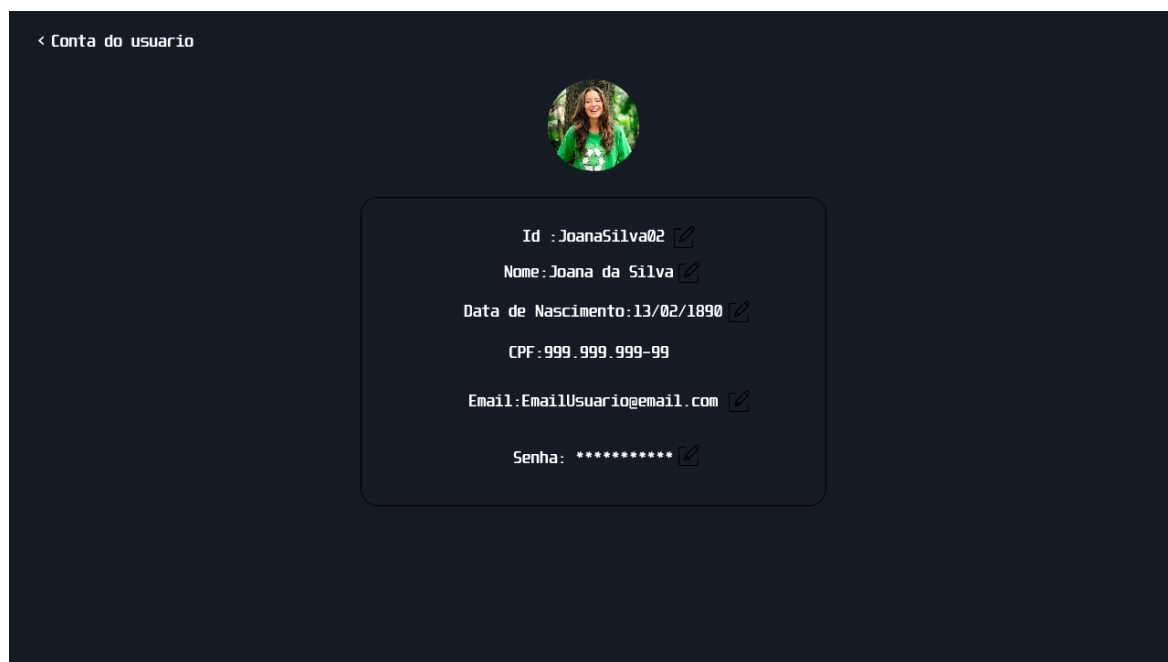 < Conta do usuario
Id :JoanaSilva02
Nome:Joana da Silva
Data de Nascimento:13/02/1890
CPF:999.999.999-99
Email:EmailUsuario@email.com
Senha: ***********